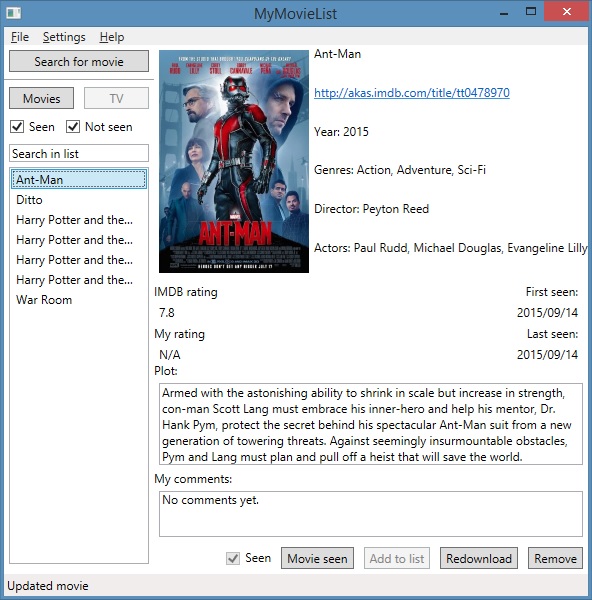 MyMovieList
File Settings Help
Search for movie
Movies TV
Seen Not seen
Search in list
Ant-Man
Ditto
Harry Potter and the...
Harry Potter and the...
Harry Potter and the...
Harry Potter and the...
War Room
ANT-MAN
Ant-Man
http://akas.imdb.com/title/tt0478970
Year: 2015
Genres: Action, Adventure, Sci-Fi
Director: Peyton Reed
Actors: Paul Rudd, Michael Douglas, Evangeline Lilly
IMDB rating First seen:
7.8 2015/09/14
My rating Last seen:
N/A 2015/09/14
Plot:
Armed with the astonishing ability to shrink in scale but increase in strength,
con-man Scott Lang must embrace his inner-hero and help his mentor, Dr.
Hank Pym, protect the secret behind his spectacular Ant-Man suit from a new
generation of towering threats. Against seemingly insurmountable obstacles,
Pym and Lang must plan and pull off a heist that will save the world.
My comments:
No comments yet.
Seen Movie seen Add to list Redownload Remove
Updated movie